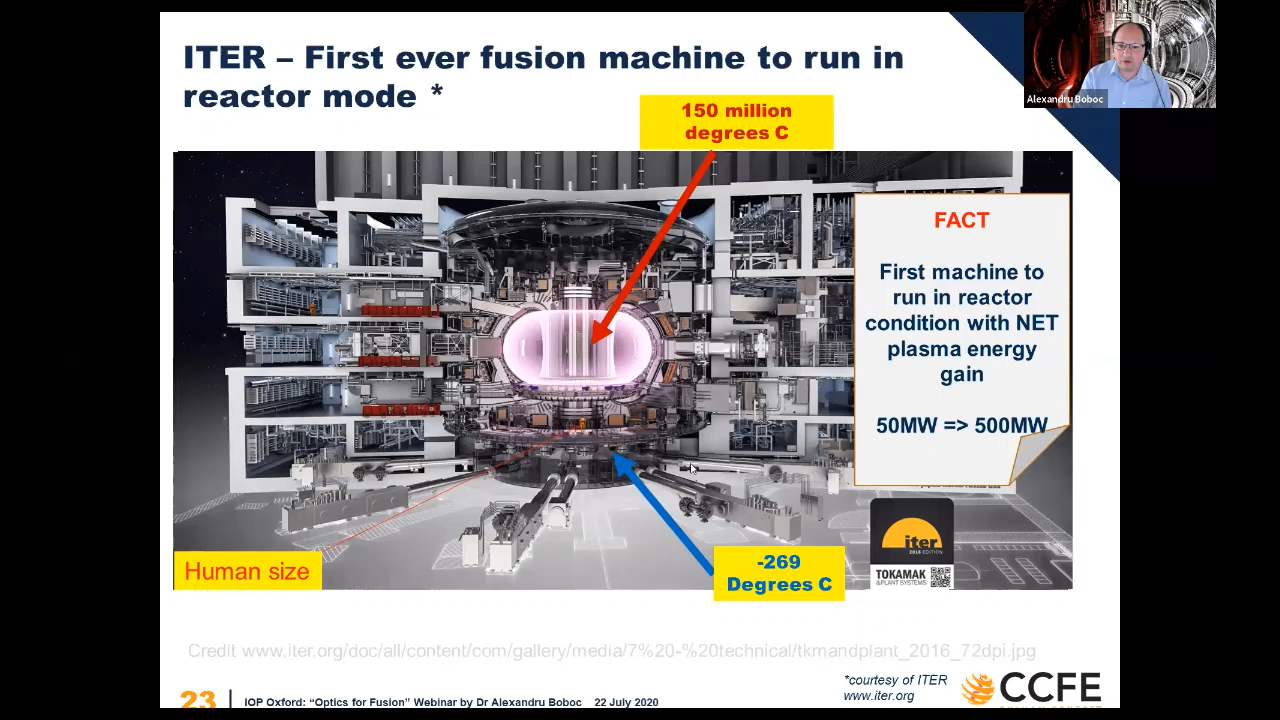 ITER – First ever fusion machine to run in
reactor mode *
Alexandru Boboc
150 million
degrees C
FACT
First machine to
run in reactor
condition with NET
plasma energy
gain
50MW => 500MW
iter
2016 EDITION
TOKAMAK
&PLANT SYSTEMS
-269
Degrees C
Human size
Credit www.iter.org/doc/all/content/com/gallery/media/7%20-%20technical/tkmandplant_2016_72dpi.jpg
*courtesy of ITER
www.iter.org
CCFE
23
IOP Oxford: “Optics for Fusion” Webinar by Dr Alexandru Boboc 22 July 2020